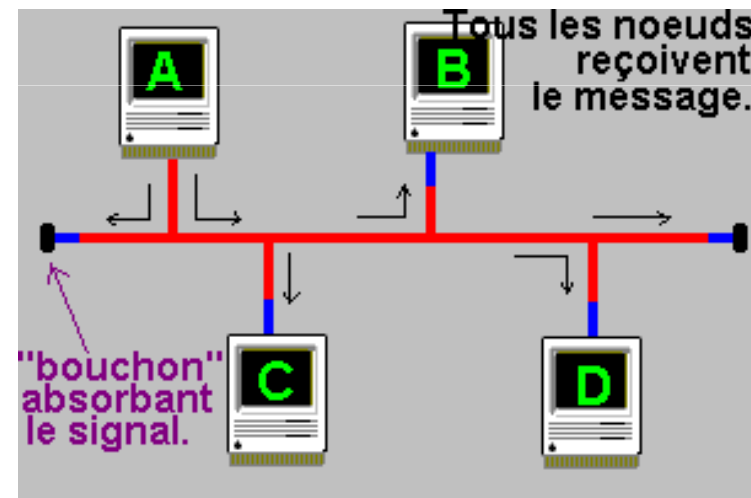 Tous les noeuds
reçoivent
le message.
A
B
"bouchon"
absorbant
le signal.
C
D